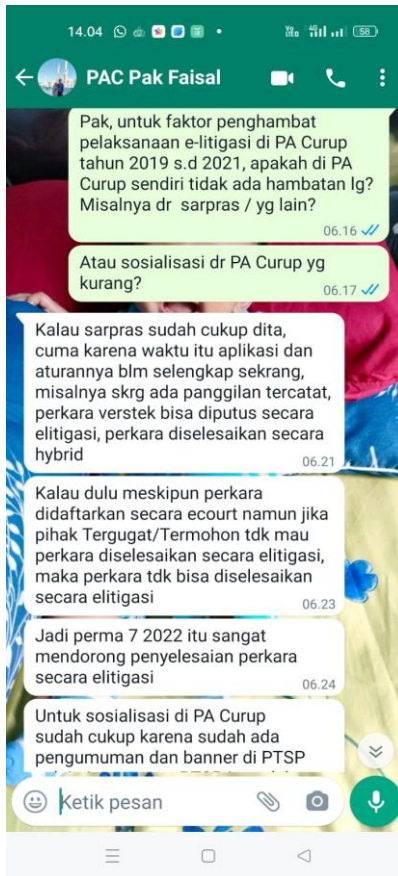 14.04
58
PAC Pak Faisal
Pak, untuk faktor penghambat
pelaksanaan e-litigasi di PA Curup
tahun 2019 s.d 2021, apakah di PA
Curup sendiri tidak ada hambatan lg?
Misalnya dr sarpras / yg lain?
06.16
Atau sosialisasi dr PA Curup yg
kurang?
06.17
Kalau sarpras sudah cukup dita,
cuma karena waktu itu aplikasi dan
aturannya blm selengkap sekrang,
misalnya skrg ada panggilan tercatat,
perkara verstek bisa diputus secara
elitigasi, perkara diselesaikan secara
hybrid
06.21
Kalau dulu meskipun perkara
didaftarkan secara ecourt namun jika
pihak Tergugat/Termohon tdk mau
perkara diselesaikan secara elitigasi,
maka perkara tdk bisa diselesaikan
secara elitigasi
06.23
Jadi perma 7 2022 itu sangat
mendorong penyelesaian perkara
secara elitigasi
06.24
Untuk sosialisasi di PA Curup
sudah cukup karena sudah ada
pengumuman dan banner di PTSP
Ketik pesan